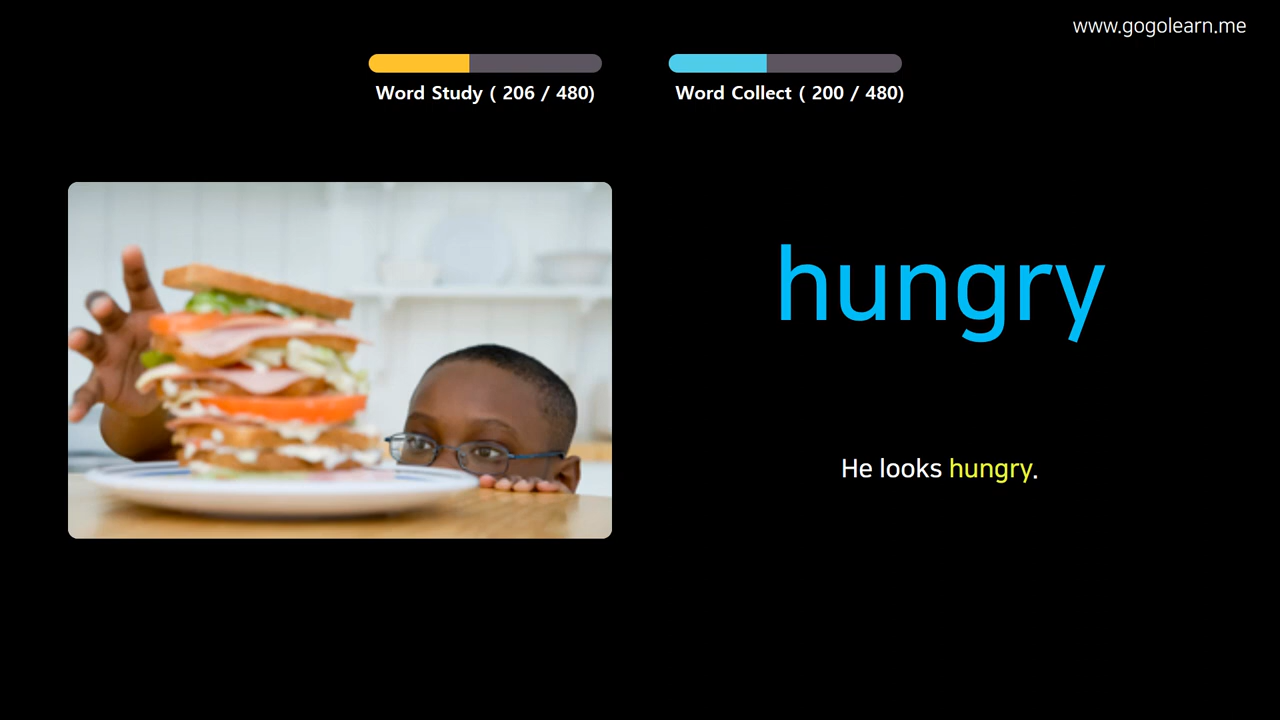 www.gogolearn.me
Word Study ( 206 / 480)
Word Collect ( 200 / 480)
hungry
He looks hungry.